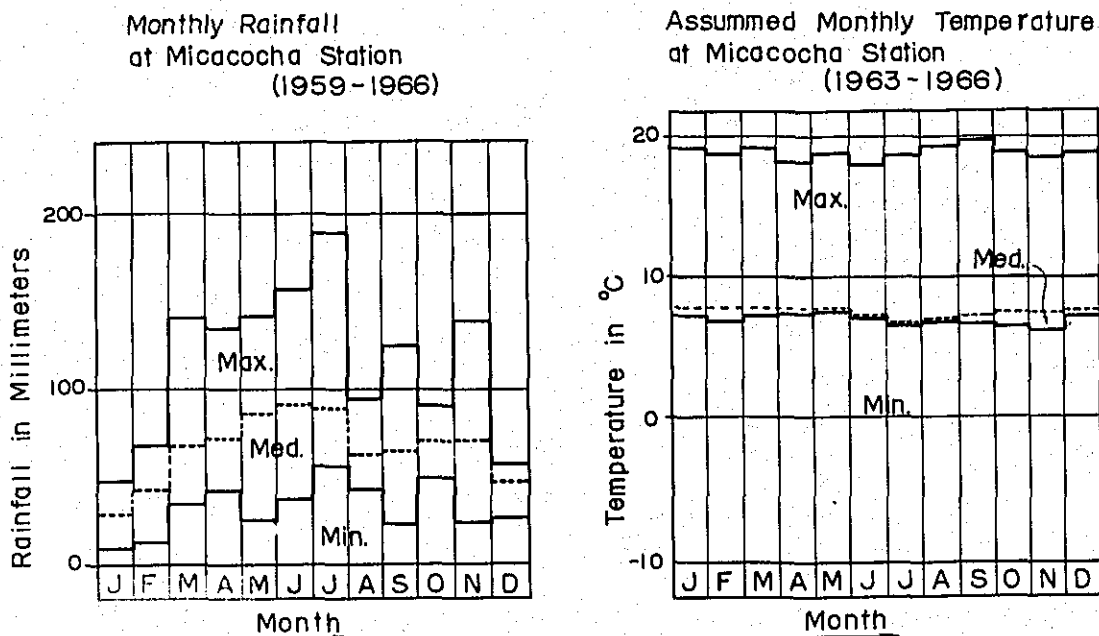 Monthly Rainfall
at Micacocha Station
(1959-1966)
Rainfall in Millimeters
200
100
0
Max.
Med.
Min.
J F M A M J J A S O N D
Month
Assummed Monthly Temperature
at Micacocha Station
(1963-1966)
Temperature in °C
20
10
0
-10
Max.
Med.
Min.
J F M A M J J A S O N D
Month